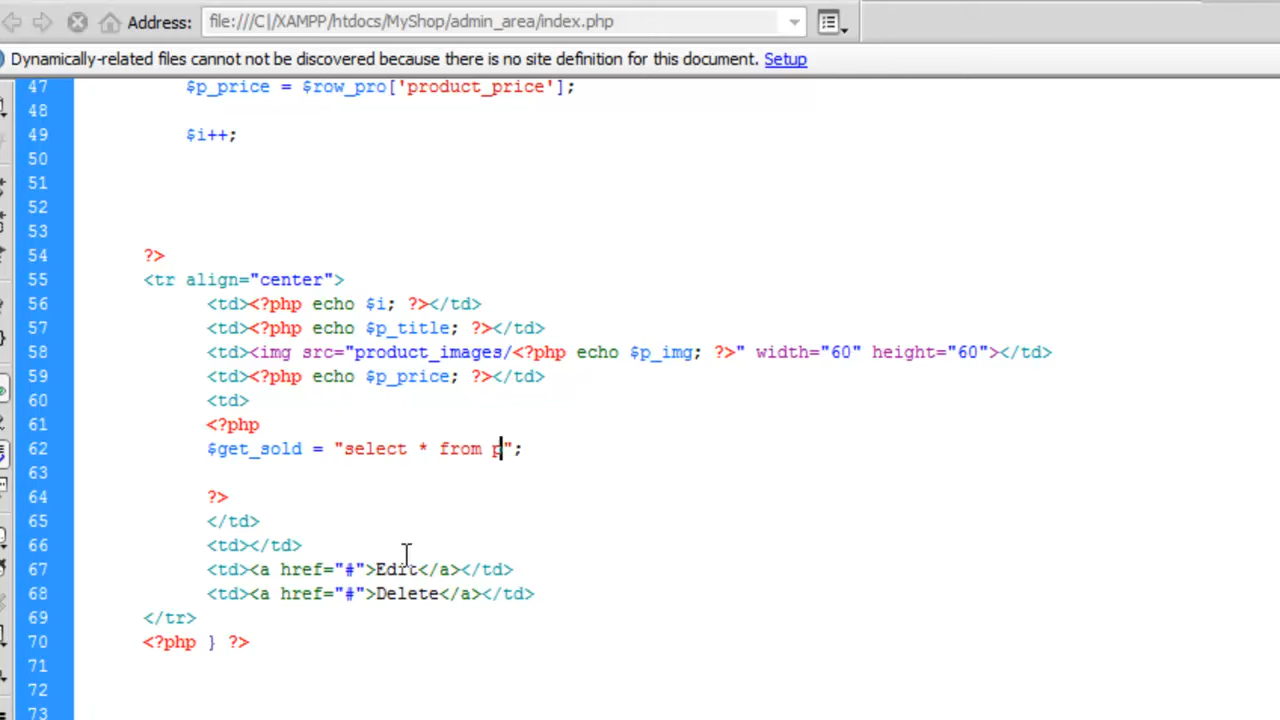 Address: file:///C|/XAMPP/htdocs/MyShop/admin_area/index.php
Dynamically-related files cannot not be discovered because there is no site definition for this document. Setup
47 $p_price = $row_pro['product_price'];
48
49 $i++;
50
51
52
53
54 ?>
55 <tr align="center">
56 <td><?php echo $i; ?></td>
57 <td><?php echo $p_title; ?></td>
58 <td><img src="product_images/<?php echo $p_img; ?>" width="60" height="60"></td>
59 <td><?php echo $p_price; ?></td>
60 <td>
61 <?php
62 $get_sold = "select * from p";
63
64 ?>
65 </td>
66 <td></td>
67 <td><a href="#">Edit</a></td>
68 <td><a href="#">Delete</a></td>
69 </tr>
70 <?php } ?>
71
72
73